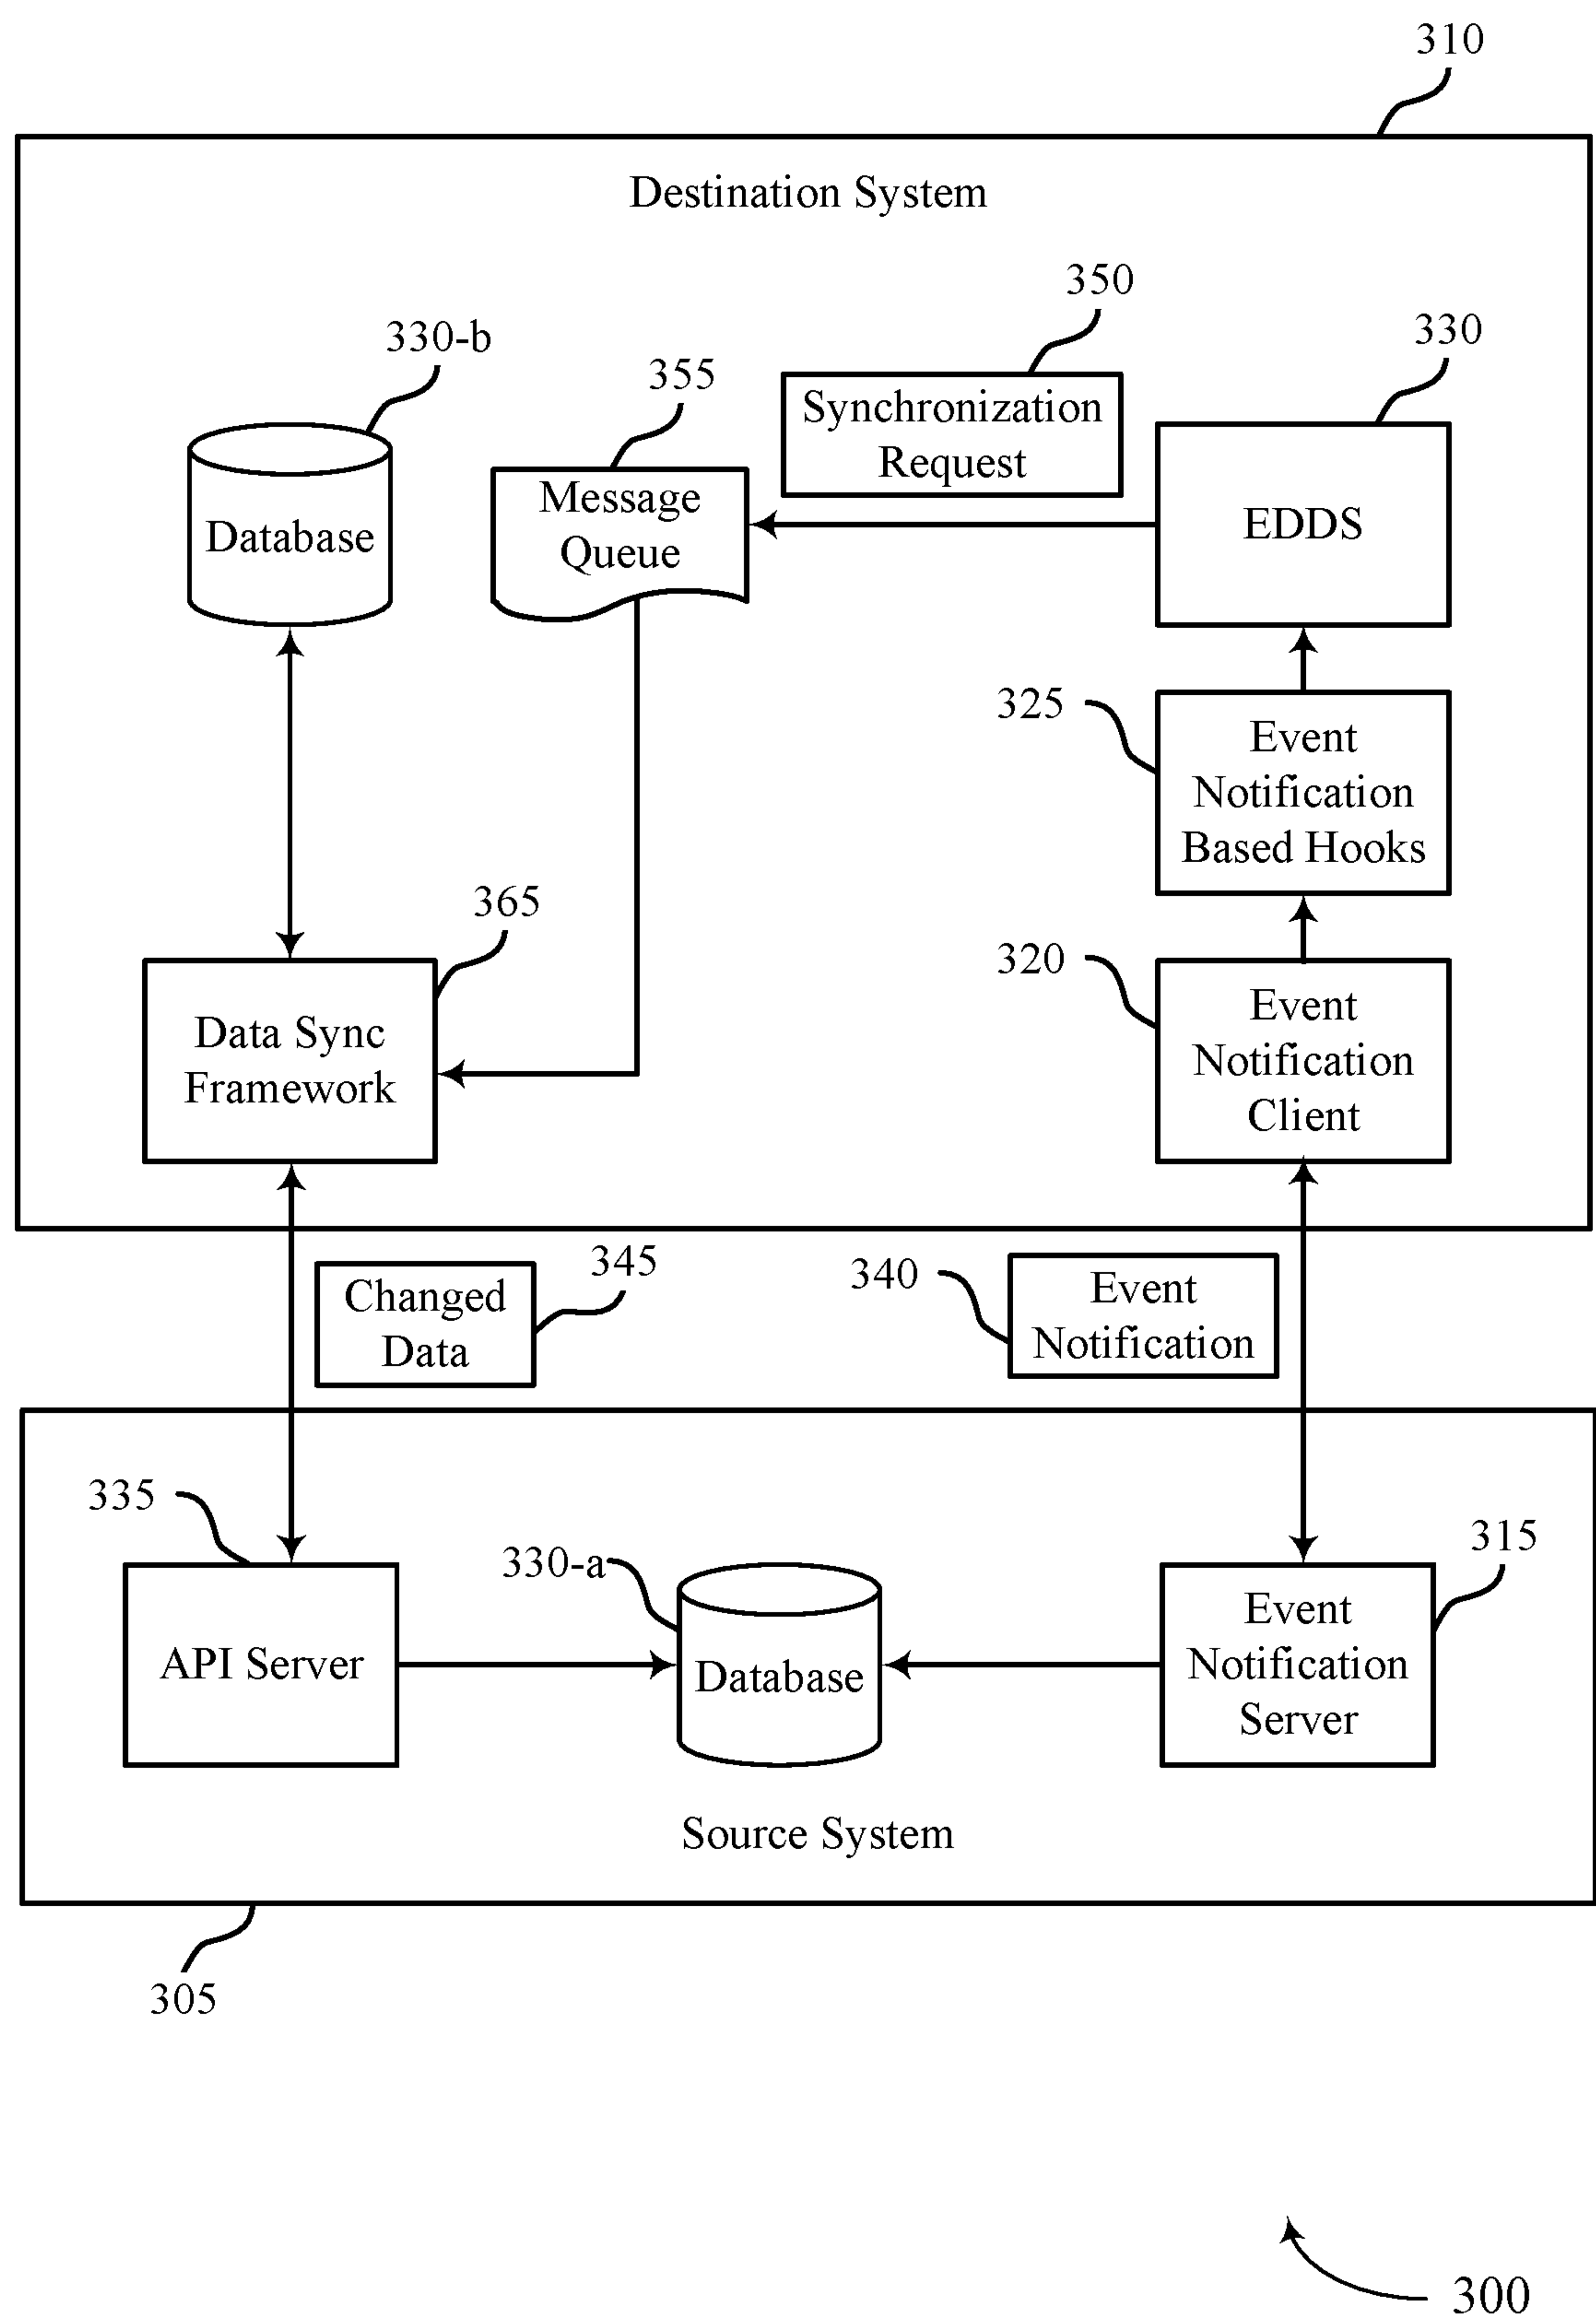 310
Destination System
350
330
330-b
355
Synchronization
Request
Message
Queue
EDDS
Database
325
Event
Notification
Based Hooks
365
320
Data Sync
Framework
Event
Notification
Client
345
Changed
Data
340
Event
Notification
335
330-a
315
API Server
Database
Event
Notification
Server
Source System
305
300